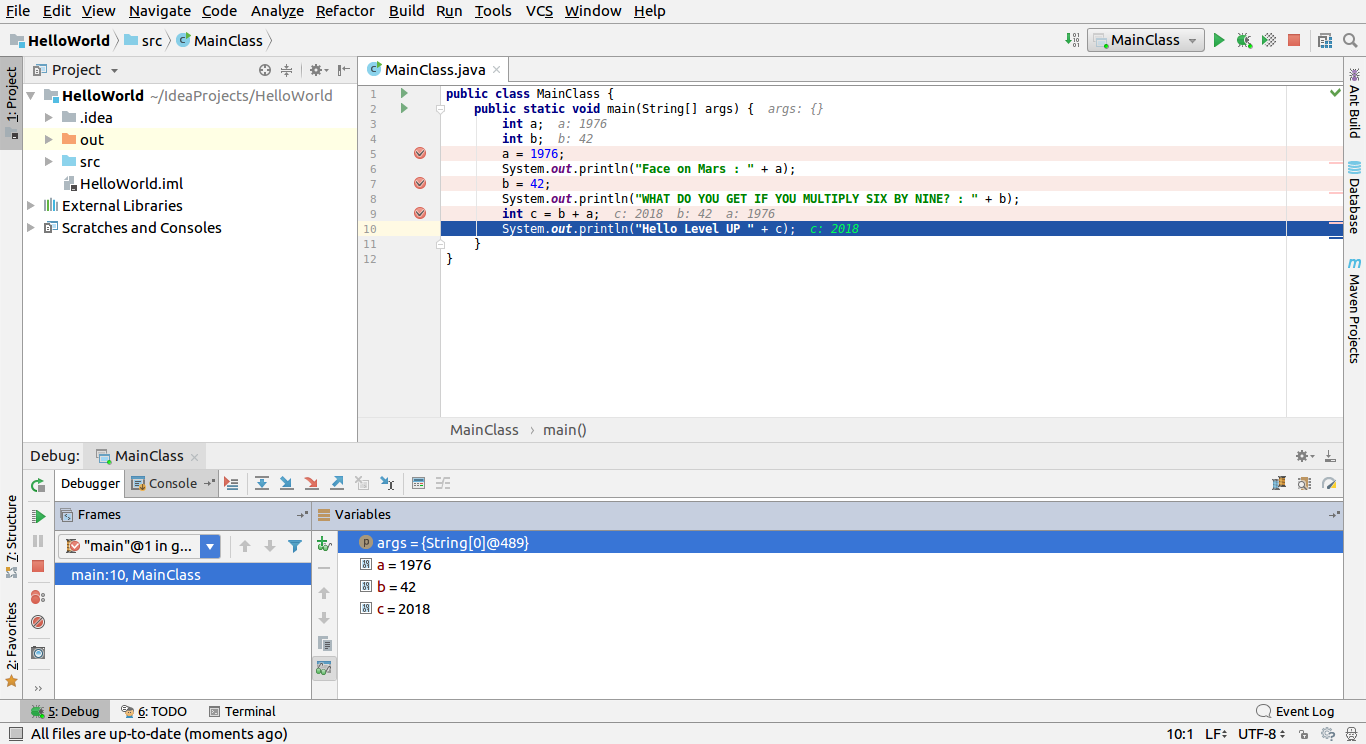 File Edit View Navigate Code Analyze Refactor Build Run Tools VCS Window Help
HelloWorld src MainClass
MainClass
1: Project
Project
HelloWorld ~/IdeaProjects/HelloWorld
.idea
out
src
HelloWorld.iml
External Libraries
Scratches and Consoles
MainClass.java
1 public class MainClass {
2 public static void main(String[] args) { args: {}
3 int a; a: 1976
4 int b; b: 42
5 a = 1976;
6 System.out.println("Face on Mars : " + a);
7 b = 42;
8 System.out.println("WHAT DO YOU GET IF YOU MULTIPLY SIX BY NINE? : " + b);
9 int c = b + a; c: 2018 b: 42 a: 1976
10 System.out.println("Hello Level UP " + c); c: 2018
11 }
12 }
MainClass main()
Ant Build
Database
m
Maven Projects
Debug: MainClass
Debugger Console
Frames
"main"@1 in g...
main:10, MainClass
Variables
args = {String[0]@489}
a = 1976
b = 42
c = 2018
7: Structure
2: Favorites
5: Debug 6: TODO Terminal Event Log
All files are up-to-date (moments ago) 10:1 LF UTF-8